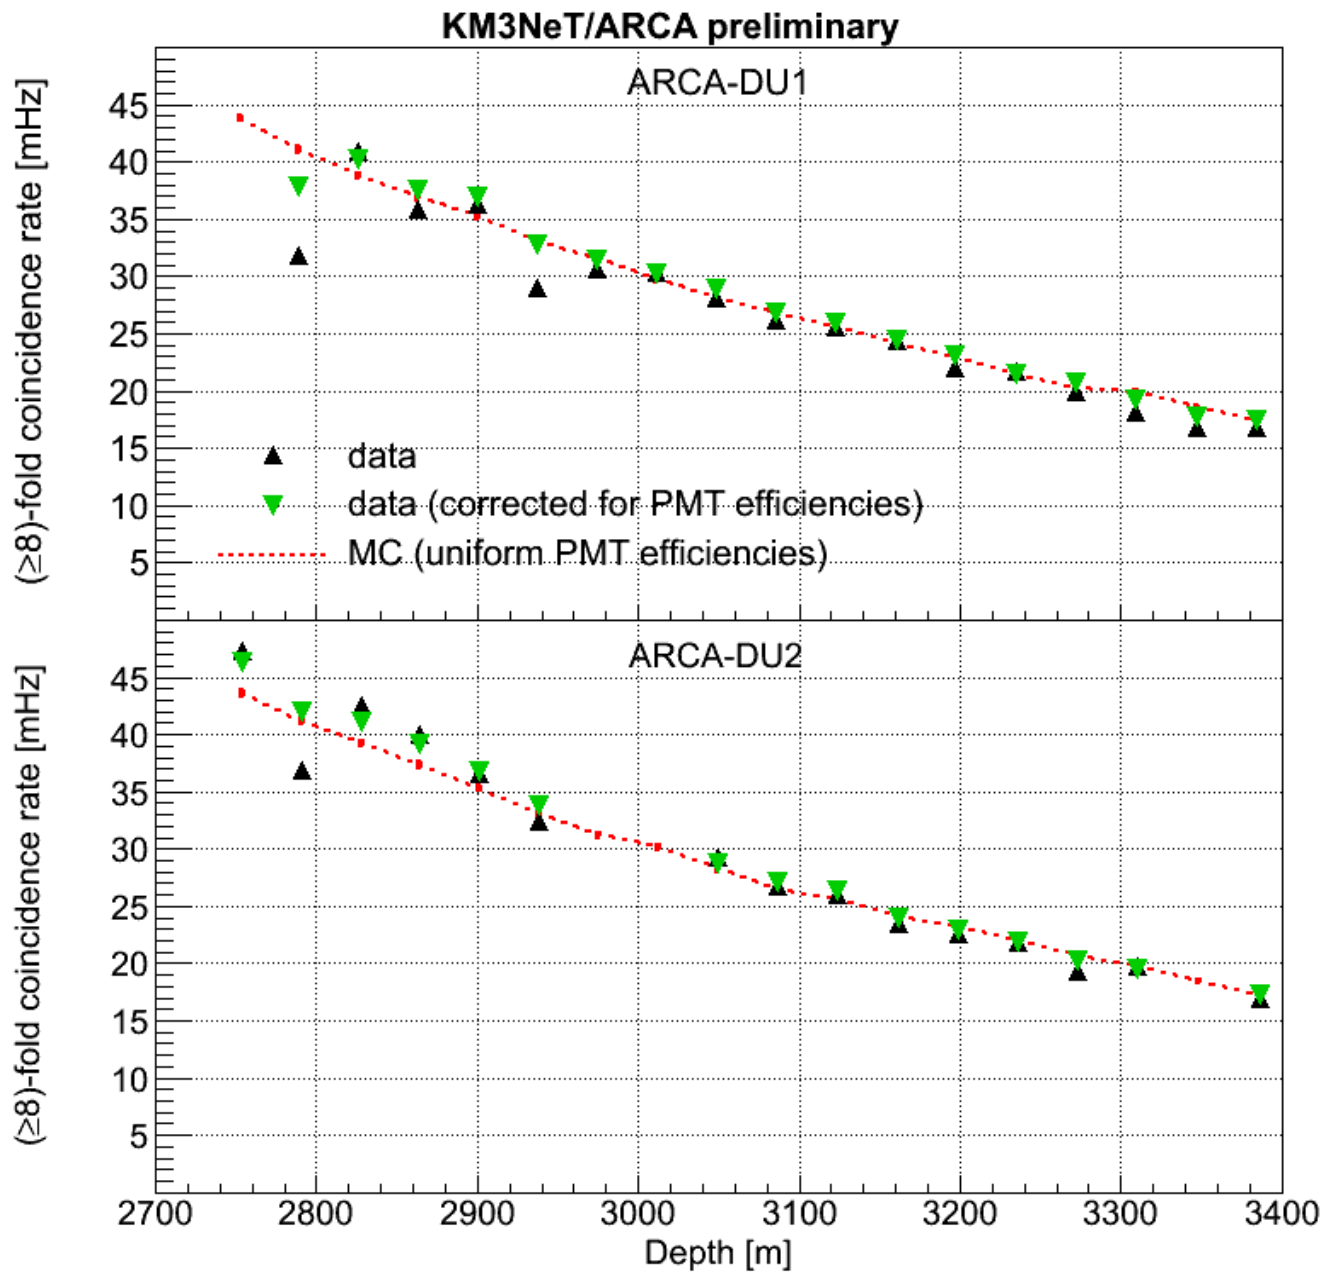 KM3NeT/ARCA preliminary
ARCA-DU1
(≥8)-fold coincidence rate [mHz]
45
40
35
30
25
20
15
10
5
data
data (corrected for PMT efficiencies)
MC (uniform PMT efficiencies)
ARCA-DU2
(≥8)-fold coincidence rate [mHz]
45
40
35
30
25
20
15
10
5
2700 2800 2900 3000 3100 3200 3300 3400
Depth [m]